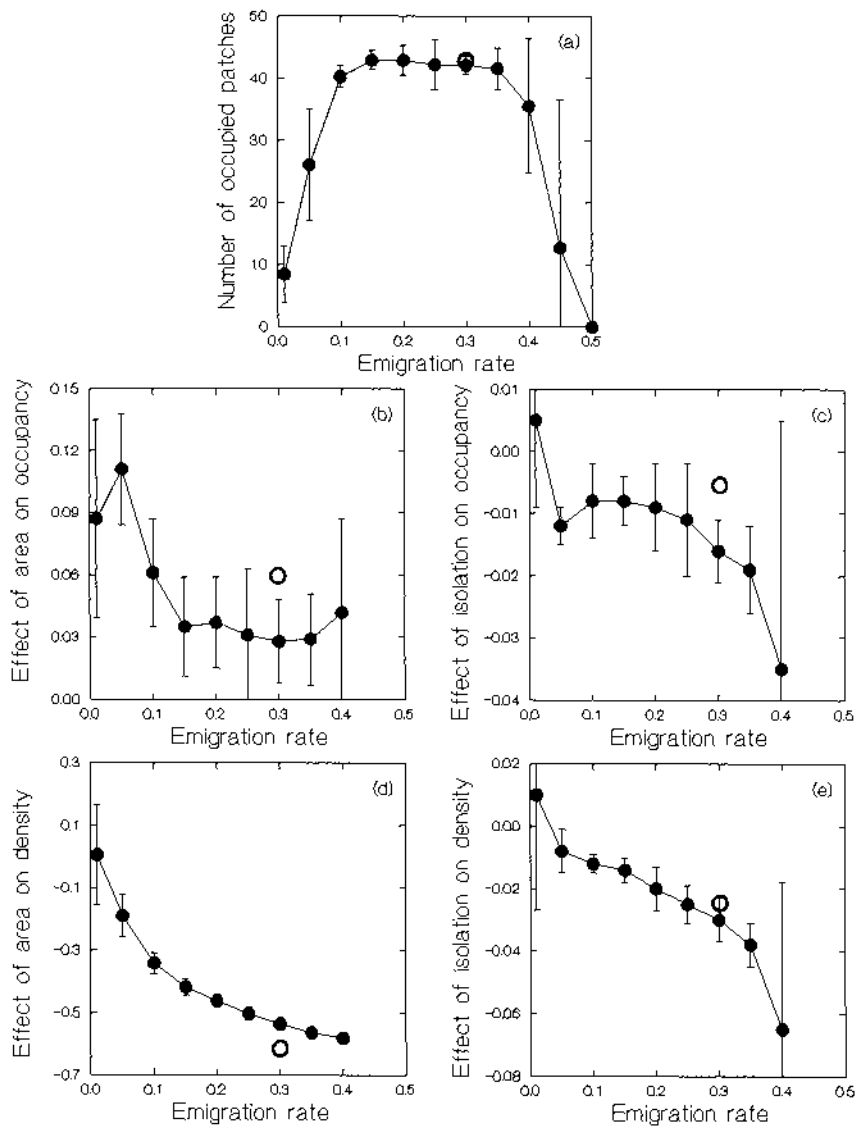 (a)
Number of occupied patches
50
40
30
20
10
0
0.0 0.1 0.2 0.3 0.4 0.5
Emigration rate
(b)
Effect of area on occupancy
0.15
0.12
0.09
0.06
0.03
0.00
0.0 0.1 0.2 0.3 0.4 0.5
Emigration rate
(c)
Effect of isolation on occupancy
0.01
0.00
-0.01
-0.02
-0.03
-0.04
0.0 0.1 0.2 0.3 0.4 0.5
Emigration rate
(d)
Effect of area on density
0.3
0.1
-0.1
-0.3
-0.5
-0.7
0.0 0.1 0.2 0.3 0.4 0.5
Emigration rate
(e)
Effect of isolation on density
0.02
0.00
-0.02
-0.04
-0.06
-0.08
0.0 0.1 0.2 0.3 0.4 0.5
Emigration rate